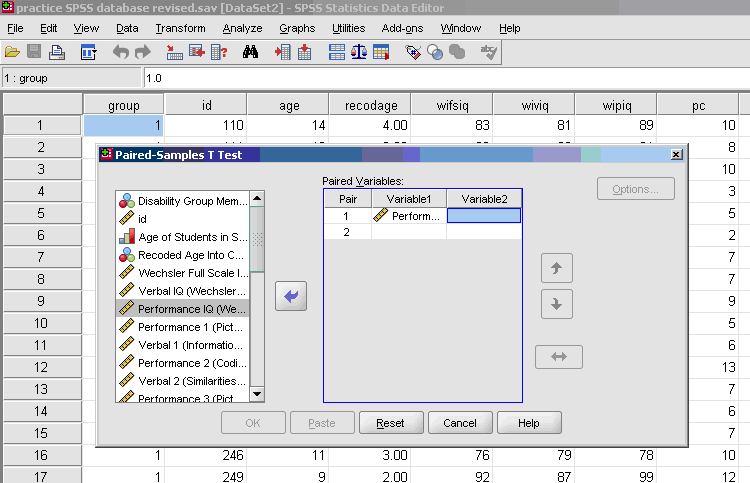 practice SPSS database revised.sav [DataSet2] - SPSS Statistics Data Editor
File Edit View Data Transform Analyze Graphs Utilities Add-ons Window Help
1 : group 1.0
group id age recodage wifsiq wiviq wipiq pc
1 1 110 14 4.00 83 81 89 10
2 8
Paired-Samples T Test
3 10
Paired Variables:
Options...
4 3
Pair Variable1 Variable2
Disability Group Mem...
5 5
id
1 Perform...
6 2
Age of Students in S...
2
Recoded Age Into C...
7 7
Wechsler Full Scale I...
8 7
Verbal IQ (Wechsler
9 9
Performance IQ (We...
10 5
Performance 1 (Pict
11 6
Verbal 1 (Informatio...
12 13
Performance 2 (Codi...
Verbal 2 (Similarities...
13 7
Performance 3 (Pict
14 6
OK Paste Reset Cancel Help
15 7
16 1 246 11 3.00 76 79 78 10
17 1 249 9 2.00 92 87 99 12